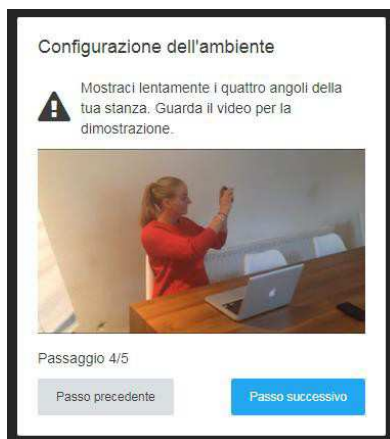 Configurazione dell'ambiente
Mostraci lentamente i quattro angoli della
tua stanza. Guarda il video per la
dimostrazione.
Passaggio 4/5
Passo precedente
Passo successivo